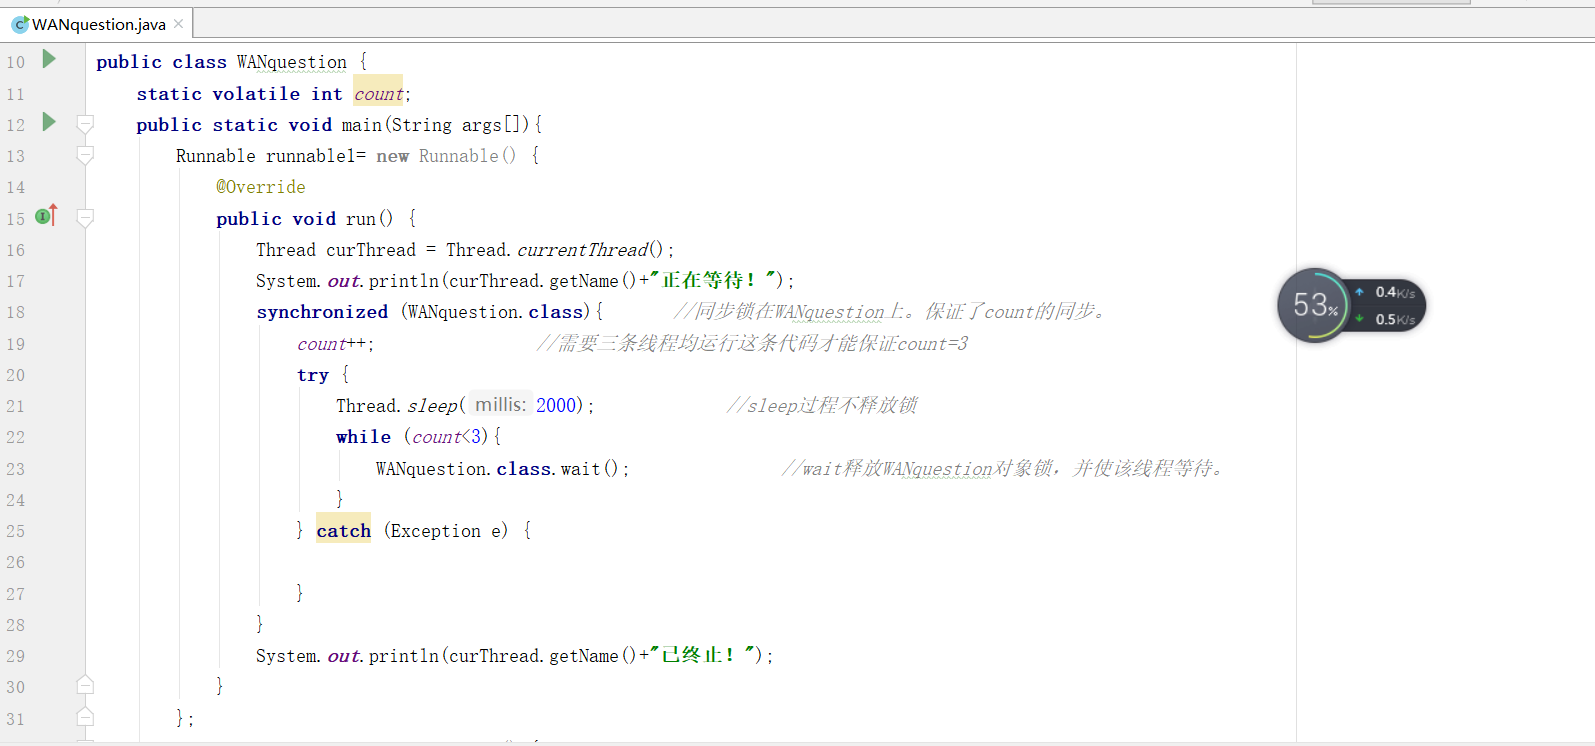 WANquestion.java
10 public class WANquestion {
11 static volatile int count;
12 public static void main(String args[]){
13 Runnable runnable1= new Runnable() {
14 @Override
15 public void run() {
16 Thread curThread = Thread.currentThread();
17 System.out.println(curThread.getName()+"正在等待！");
18 synchronized (WANquestion.class){ //同步锁在WANquestion上。保证了count的同步。
19 count++; //需要三条线程均运行这条代码才能保证count=3
20 try {
21 Thread.sleep( millis: 2000); //sleep过程不释放锁
22 while (count<3){
23 WANquestion.class.wait(); //wait释放WANquestion对象锁，并使该线程等待。
24 }
25 } catch (Exception e) {
26
27 }
28 }
29 System.out.println(curThread.getName()+"已终止！");
30 }
31 };
53%
0.4K/s
0.5K/s